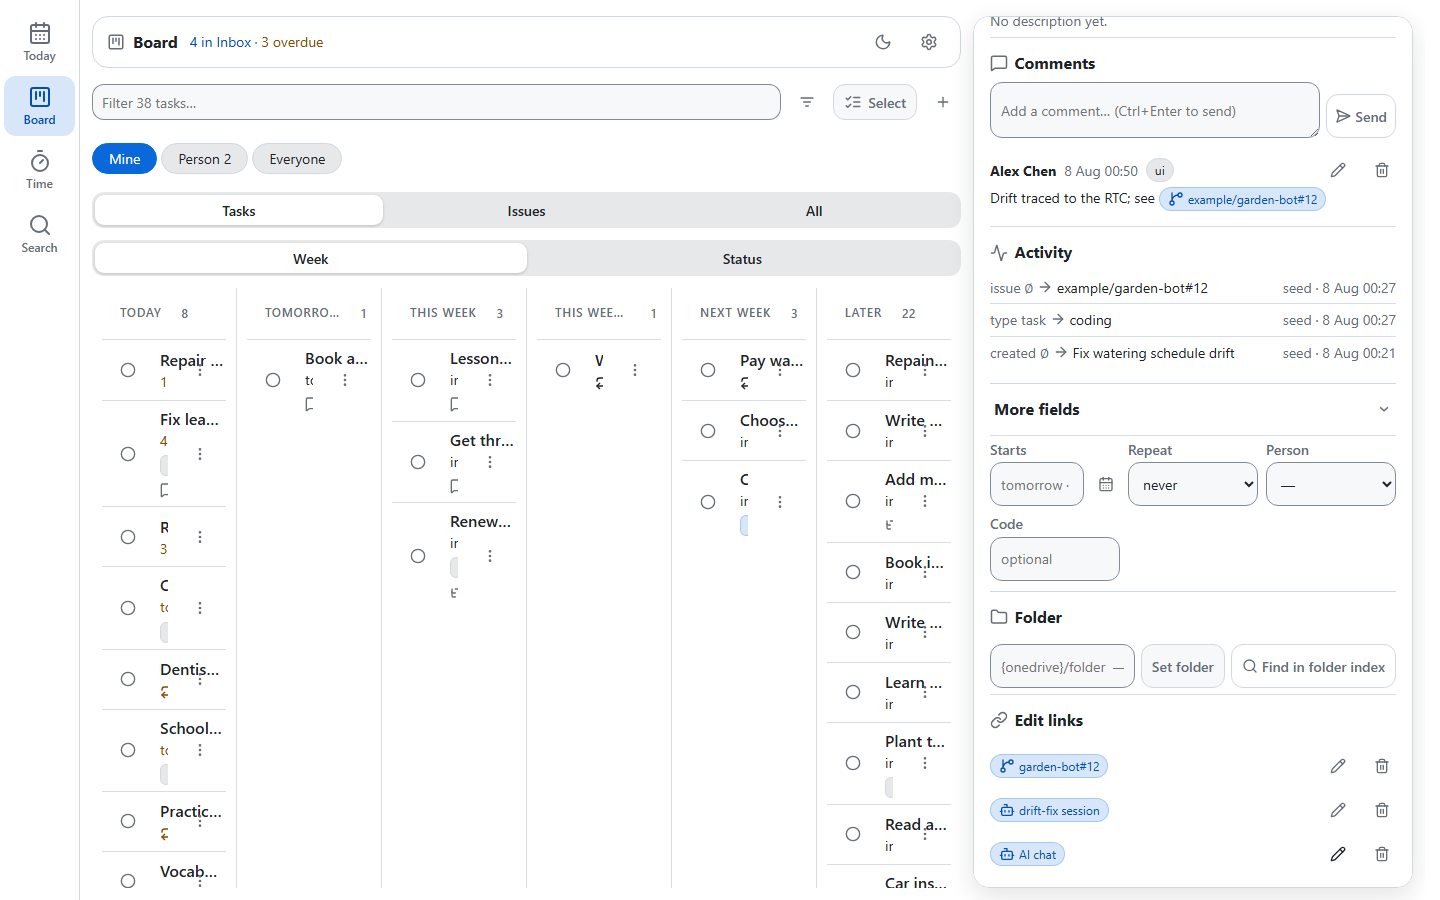 Today
Board
Time
Search
Board 4 in Inbox · 3 overdue
Filter 38 tasks...
Select
Mine
Person 2
Everyone
Tasks
Issues
All
Week
Status
TODAY 8
Repair ...
1
Fix lea...
4
R
3
C
Dentis...
School...
Practic...
Vocab...
TOMORRO... 1
Book a...
THIS WEEK 3
Lesson...
Get thr...
Renew...
THIS WEE... 1
NEXT WEEK 3
Pay wa...
Choos...
C
LATER 22
Repain...
Write ...
Add m...
Book i...
Write ...
Learn ...
Plant t...
Read a...
Car ins...
No description yet.
Comments
Add a comment... (Ctrl+Enter to send)
Send
Alex Chen 8 Aug 00:50 ui
Drift traced to the RTC; see example/garden-bot#12
Activity
issue ∅ → example/garden-bot#12 seed · 8 Aug 00:27
type task → coding seed · 8 Aug 00:27
created ∅ → Fix watering schedule drift seed · 8 Aug 00:21
More fields
Starts Repeat Person
tomorrow · never —
Code
optional
Folder
{onedrive}/folder — Set folder Find in folder index
Edit links
garden-bot#12
drift-fix session
AI chat